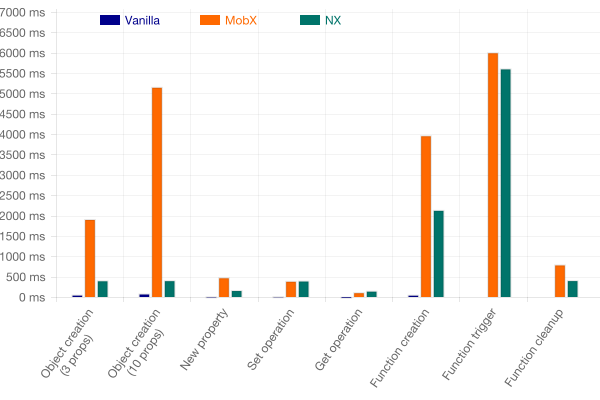 Vanilla MobX NX
7000 ms
6500 ms
6000 ms
5500 ms
5000 ms
4500 ms
4000 ms
3500 ms
3000 ms
2500 ms
2000 ms
1500 ms
1000 ms
500 ms
0 ms
Object creation
(3 props)
Object creation
(10 props)
New property
Set operation
Get operation
Function creation
Function trigger
Function cleanup